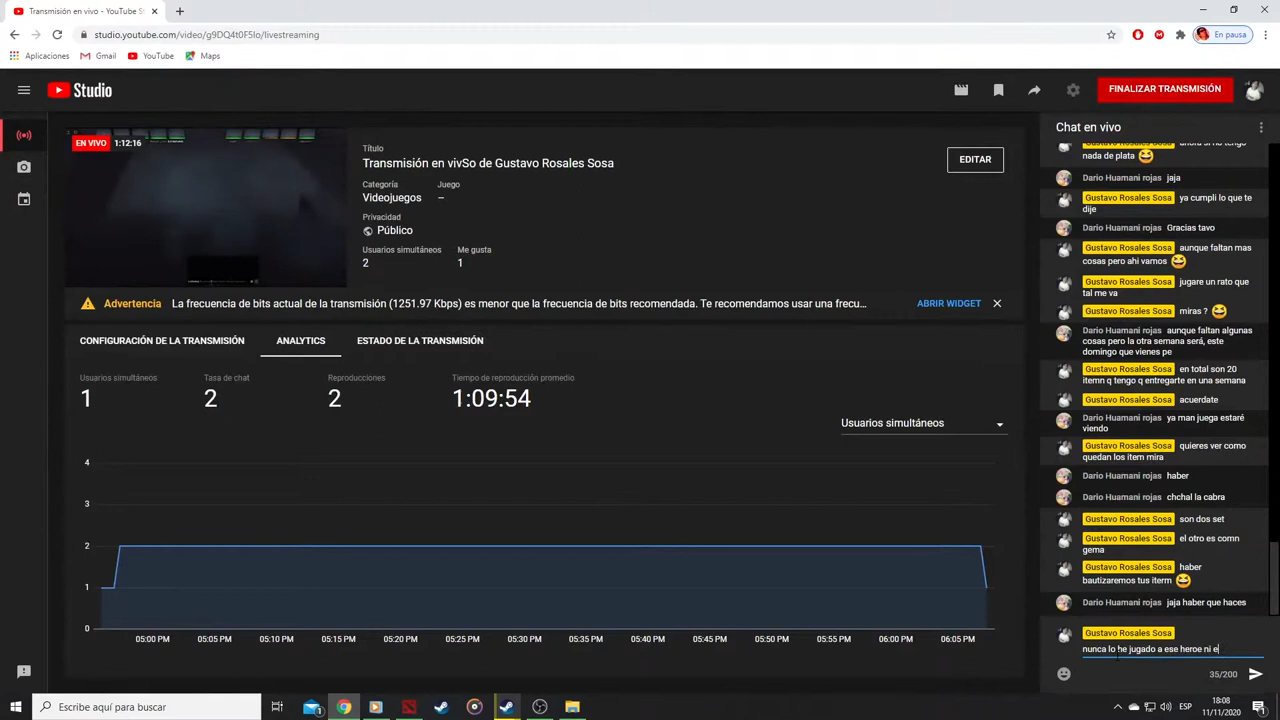 Transmisión en vivo - YouTube St
studio.youtube.com/video/g9DQ4t0F5Io/livestreaming
En pausa
Aplicaciones
Gmail
YouTube
Maps
Studio
FINALIZAR TRANSMISIÓN
EN VIVO
1:12:16
Título
Transmisión en vivSo de Gustavo Rosales Sosa
EDITAR
Categoría
Juego
Videojuegos
–
Privacidad
Público
Usuarios simultáneos
Me gusta
2
1
Advertencia
La frecuencia de bits actual de la transmisión (1251.97 Kbps) es menor que la frecuencia de bits recomendada. Te recomendamos usar una frecu...
ABRIR WIDGET
CONFIGURACIÓN DE LA TRANSMISIÓN
ANALYTICS
ESTADO DE LA TRANSMISIÓN
Usuarios simultáneos
Tasa de chat
Reproducciones
Tiempo de reproducción promedio
1
2
2
1:09:54
Usuarios simultáneos
4
3
2
1
0
05:00 PM
05:05 PM
05:10 PM
05:15 PM
05:20 PM
05:25 PM
05:30 PM
05:35 PM
05:40 PM
05:45 PM
05:50 PM
05:55 PM
06:00 PM
06:05 PM
Chat en vivo
Gustavo Rosales Sosa ahora si no tengo
nada de plata
Dario Huamani rojas jaja
Gustavo Rosales Sosa ya cumpli lo que te
dije
Dario Huamani rojas Gracias tavo
Gustavo Rosales Sosa aunque faltan mas
cosas pero ahi vamos
Gustavo Rosales Sosa jugare un rato que
tal me va
Gustavo Rosales Sosa miras ?
Dario Huamani rojas aunque faltan algunas
cosas pero la otra semana será, este
domingo que vienes pe
Gustavo Rosales Sosa en total son 20
itemn q tengo q entregarte en una semana
Gustavo Rosales Sosa acuerdate
Dario Huamani rojas ya man juega estaré
viendo
Gustavo Rosales Sosa quieres ver como
quedan los item mira
Dario Huamani rojas haber
Dario Huamani rojas chchal la cabra
Gustavo Rosales Sosa son dos set
Gustavo Rosales Sosa el otro es comn
gema
Gustavo Rosales Sosa haber
bautizaremos tus iterm
Dario Huamani rojas jaja haber que haces
Gustavo Rosales Sosa
nunca lo he jugado a ese heroe ni e
35/200
Escribe aquí para buscar
ESP
18:08
11/11/2020